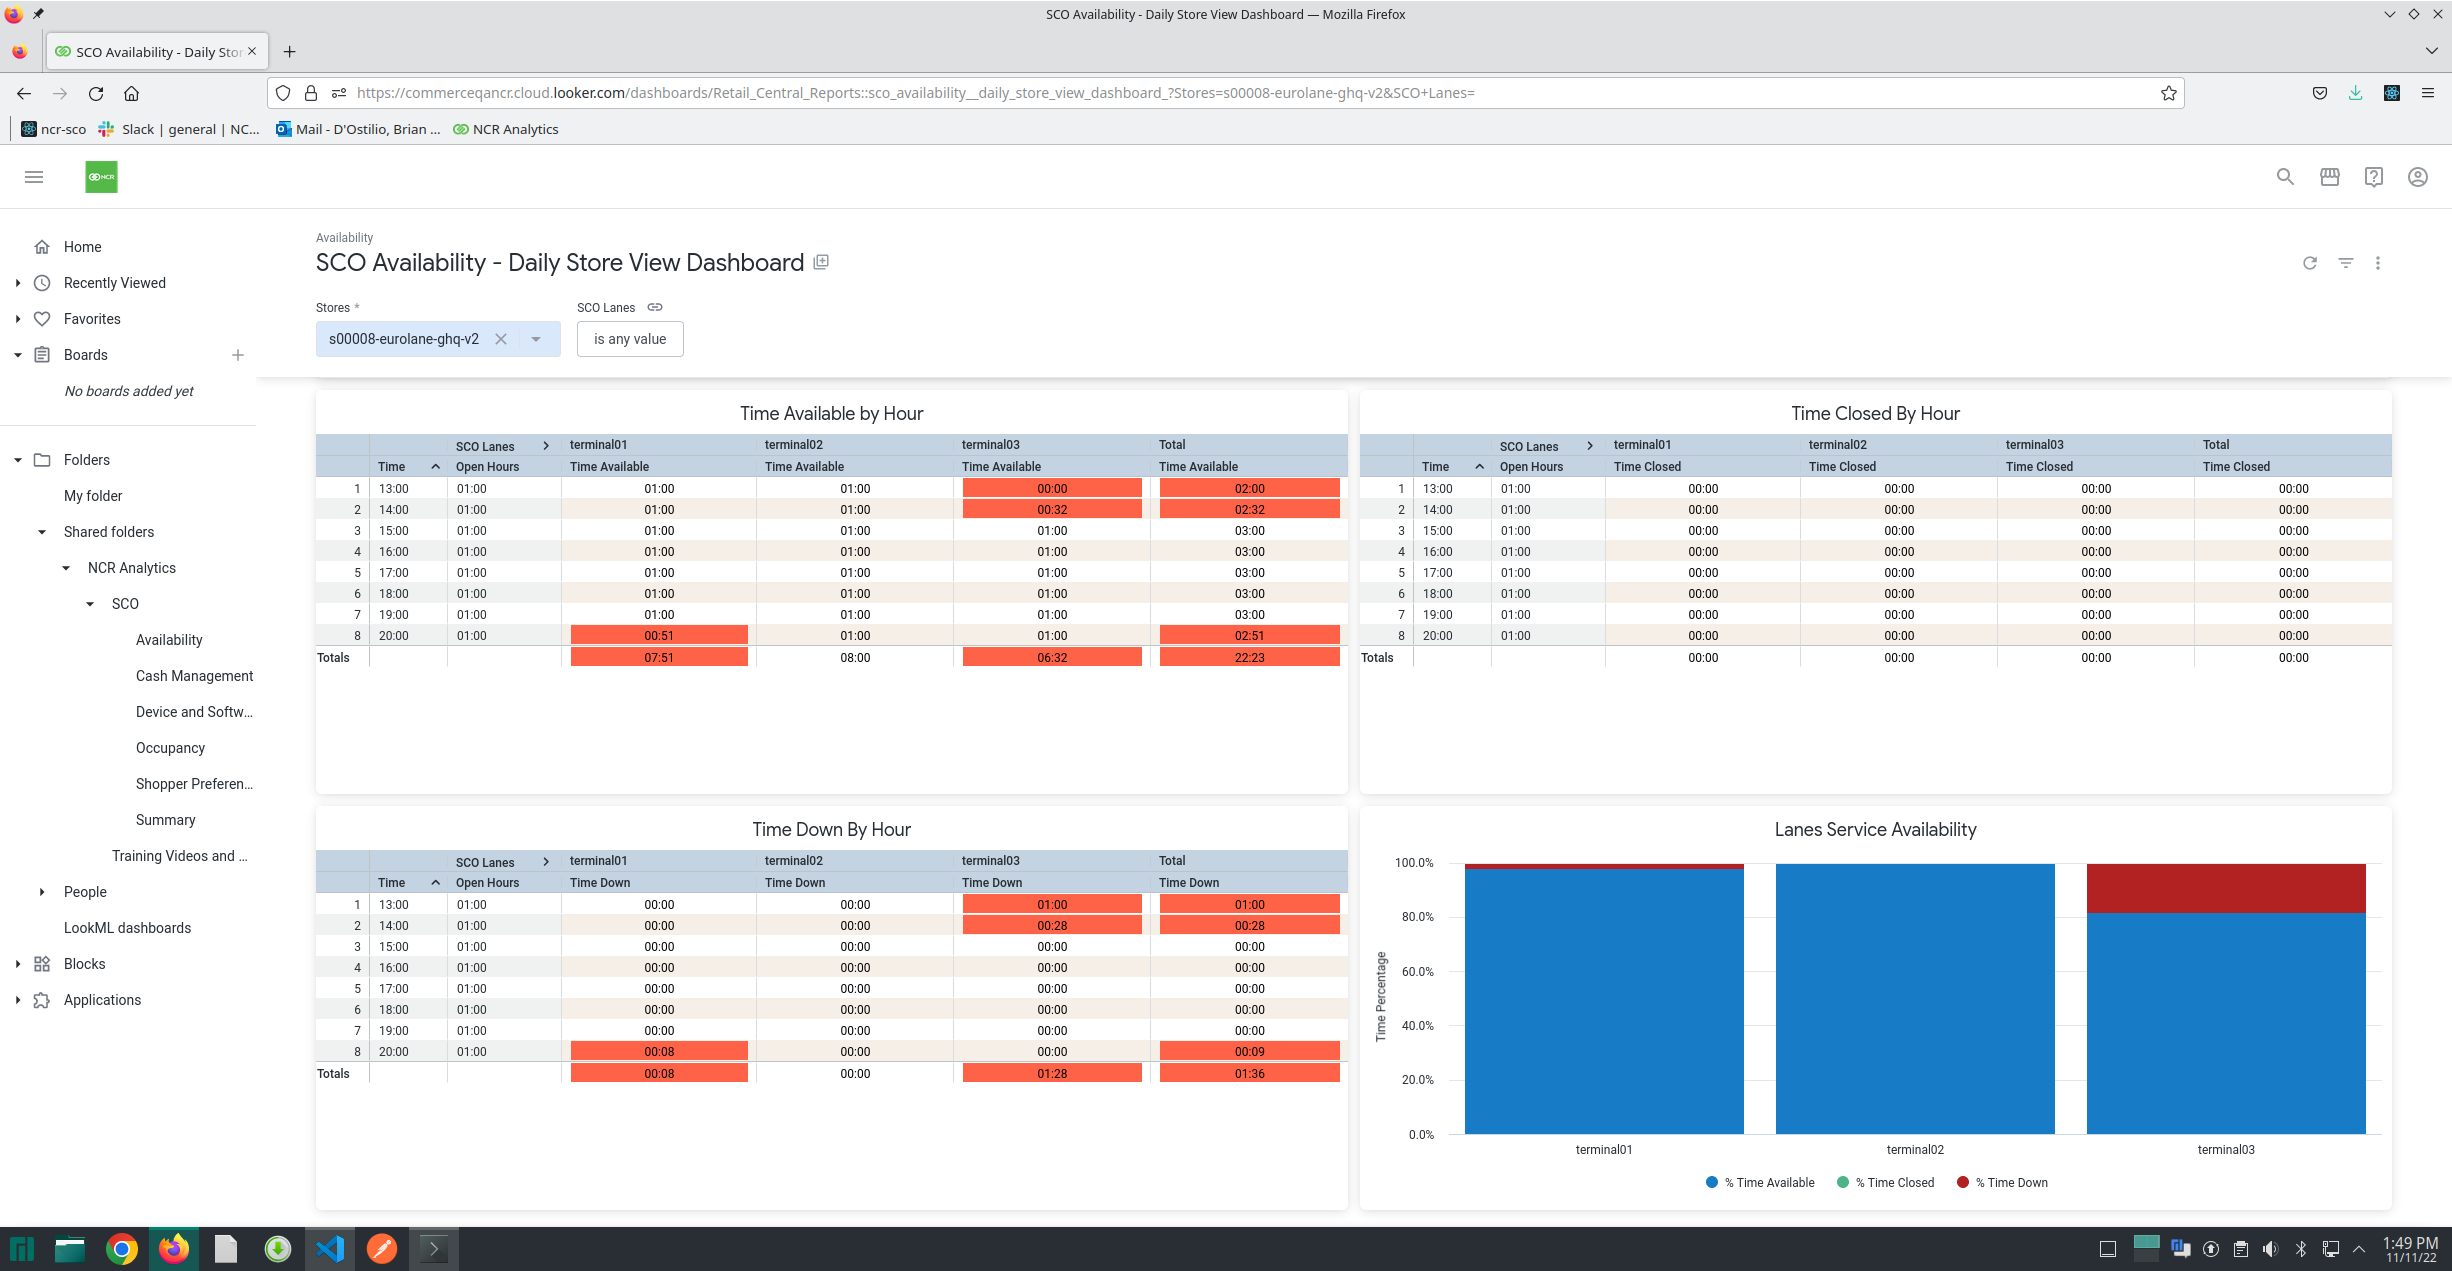 SCO Availability - Daily Store View Dashboard — Mozilla Firefox
SCO Availability - Daily Stor
https://commerceqancr.cloud.looker.com/dashboards/Retail_Central_Reports::sco_availability__daily_store_view_dashboard_?Stores=s00008-eurolane-ghq-v2&SCO+Lanes=
ncr-sco Slack | general | NC... Mail - D'Ostilio, Brian ... NCR Analytics
NCR
Home
Recently Viewed
Favorites
Boards
No boards added yet
Folders
My folder
Shared folders
NCR Analytics
SCO
Availability
Cash Management
Device and Softw...
Occupancy
Shopper Preferen...
Summary
Training Videos and ...
People
LookML dashboards
Blocks
Applications
Availability
SCO Availability - Daily Store View Dashboard
Stores * SCO Lanes
s00008-eurolane-ghq-v2 is any value
Time Available by Hour
SCO Lanes terminal01 terminal02 terminal03 Total
Time Open Hours Time Available Time Available Time Available Time Available
1 13:00 01:00 01:00 01:00 00:00 02:00
2 14:00 01:00 01:00 01:00 00:32 02:32
3 15:00 01:00 01:00 01:00 01:00 03:00
4 16:00 01:00 01:00 01:00 01:00 03:00
5 17:00 01:00 01:00 01:00 01:00 03:00
6 18:00 01:00 01:00 01:00 01:00 03:00
7 19:00 01:00 01:00 01:00 01:00 03:00
8 20:00 01:00 00:51 01:00 01:00 02:51
Totals 07:51 08:00 06:32 22:23
Time Closed By Hour
SCO Lanes terminal01 terminal02 terminal03 Total
Time Open Hours Time Closed Time Closed Time Closed Time Closed
1 13:00 01:00 00:00 00:00 00:00 00:00
2 14:00 01:00 00:00 00:00 00:00 00:00
3 15:00 01:00 00:00 00:00 00:00 00:00
4 16:00 01:00 00:00 00:00 00:00 00:00
5 17:00 01:00 00:00 00:00 00:00 00:00
6 18:00 01:00 00:00 00:00 00:00 00:00
7 19:00 01:00 00:00 00:00 00:00 00:00
8 20:00 01:00 00:00 00:00 00:00 00:00
Totals 00:00 00:00 00:00 00:00
Time Down By Hour
SCO Lanes terminal01 terminal02 terminal03 Total
Time Open Hours Time Down Time Down Time Down Time Down
1 13:00 01:00 00:00 00:00 01:00 01:00
2 14:00 01:00 00:00 00:00 00:28 00:28
3 15:00 01:00 00:00 00:00 00:00 00:00
4 16:00 01:00 00:00 00:00 00:00 00:00
5 17:00 01:00 00:00 00:00 00:00 00:00
6 18:00 01:00 00:00 00:00 00:00 00:00
7 19:00 01:00 00:00 00:00 00:00 00:00
8 20:00 01:00 00:08 00:00 00:00 00:09
Totals 00:08 00:00 01:28 01:36
Lanes Service Availability
Time Percentage
100.0%
80.0%
60.0%
40.0%
20.0%
0.0%
terminal01 terminal02 terminal03
% Time Available % Time Closed % Time Down
1:49 PM
11/11/22